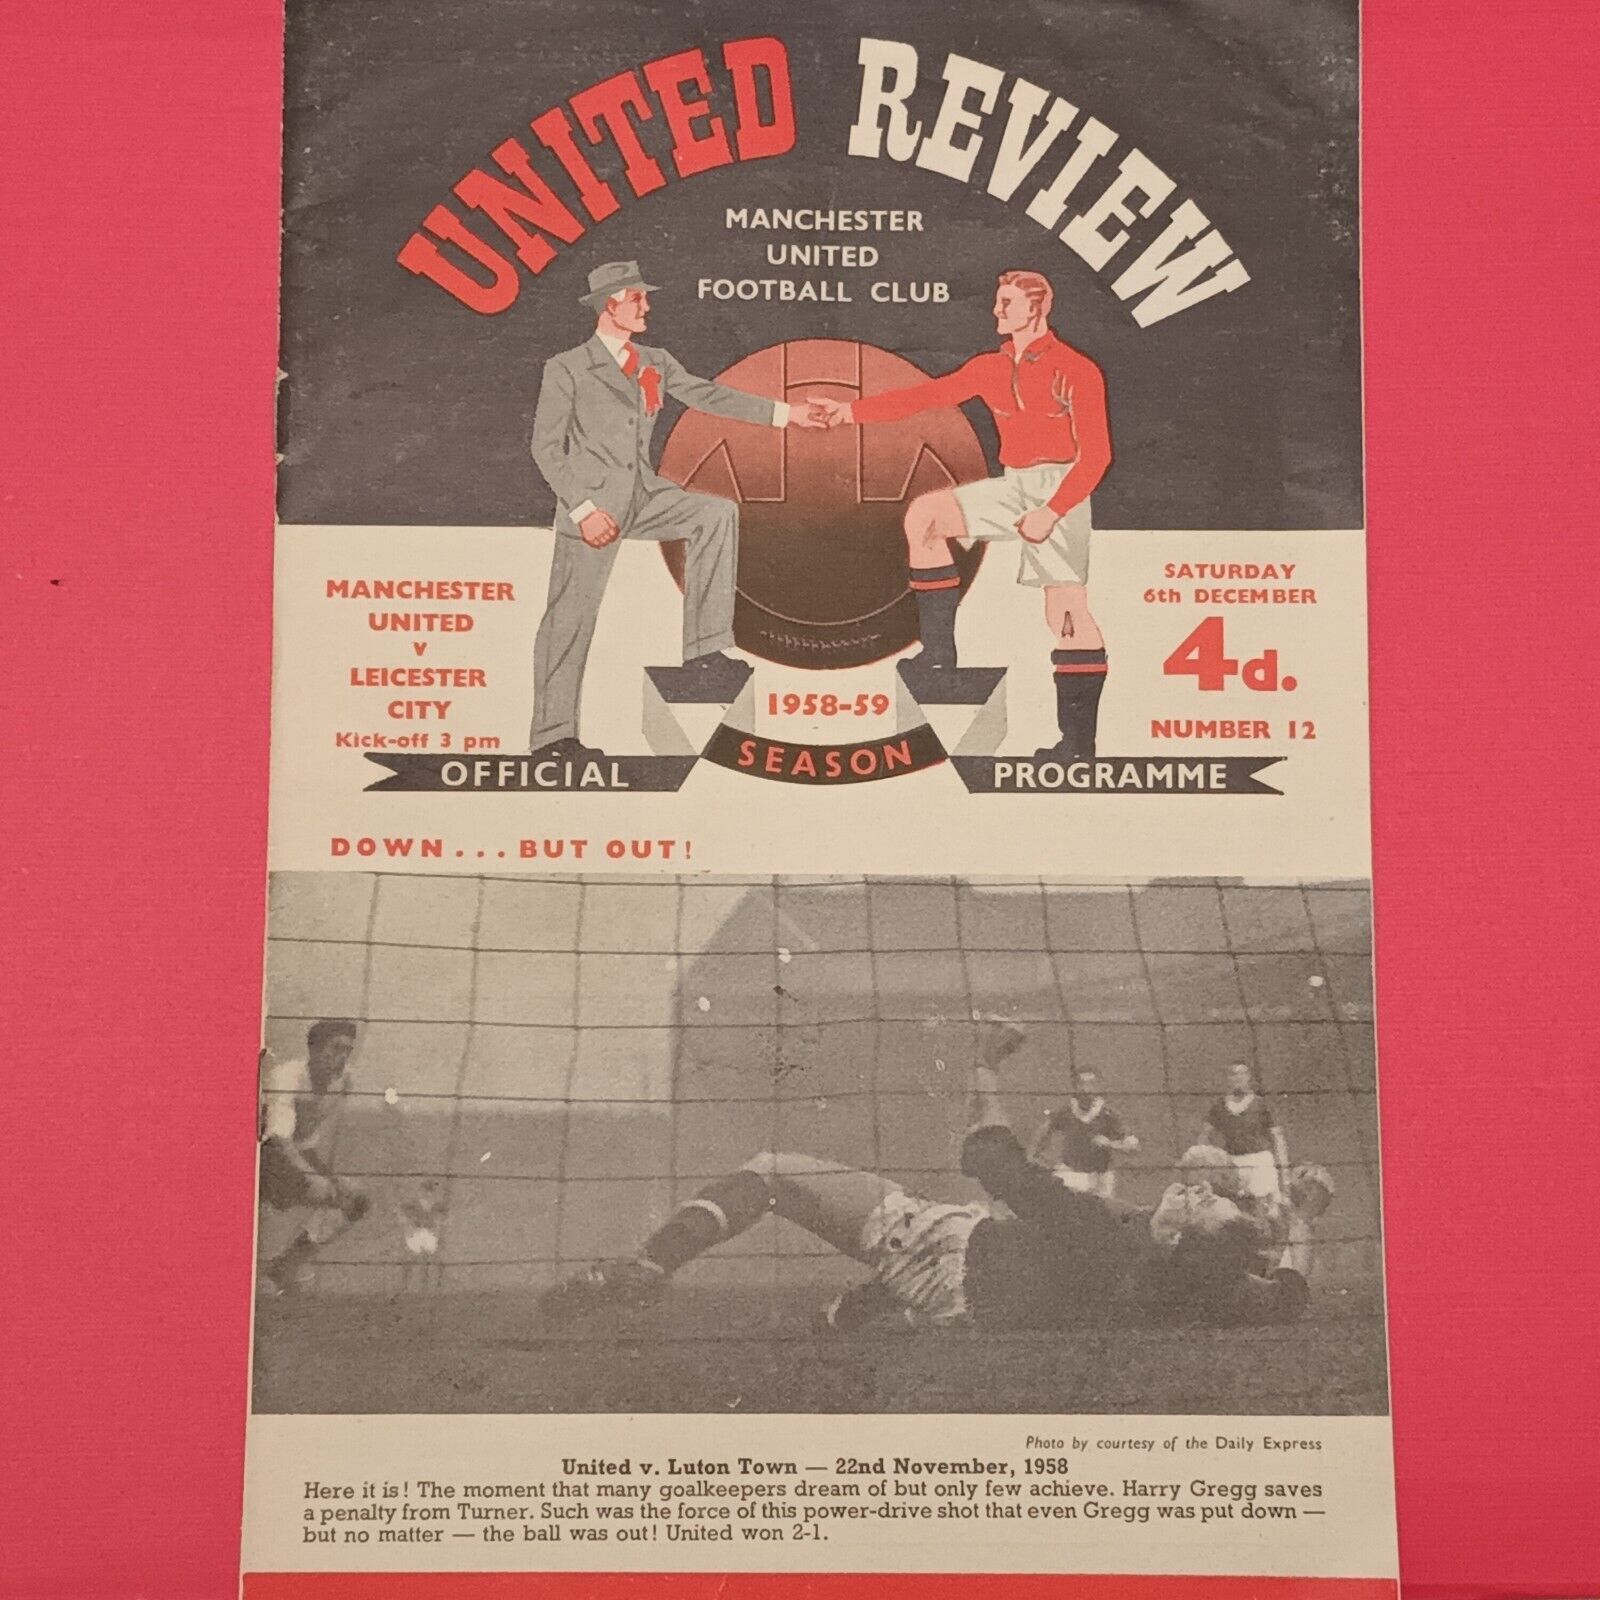 UNITED REVIEW
MANCHESTER
UNITED
FOOTBALL CLUB
MANCHESTER
UNITED
v
LEICESTER
CITY
Kick-off 3 pm
SATURDAY
6th DECEMBER
4d.
NUMBER 12
1958-59
SEASON
OFFICIAL
PROGRAMME
DOWN... BUT OUT!
Photo by courtesy of the Daily Express
United v. Luton Town — 22nd November, 1958
Here it is! The moment that many goalkeepers dream of but only few achieve. Harry Gregg saves
a penalty from Turner. Such was the force of this power-drive shot that even Gregg was put down —
but no matter — the ball was out! United won 2-1.